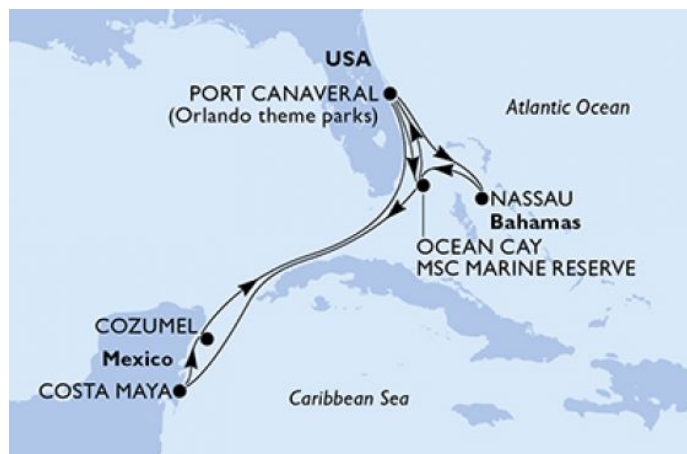 USA
PORT CANAVERAL
(Orlando theme parks)
Atlantic Ocean
NASSAU
Bahamas
OCEAN CAY
MSC MARINE RESERVE
COZUMEL
Mexico
COSTA MAYA
Caribbean Sea